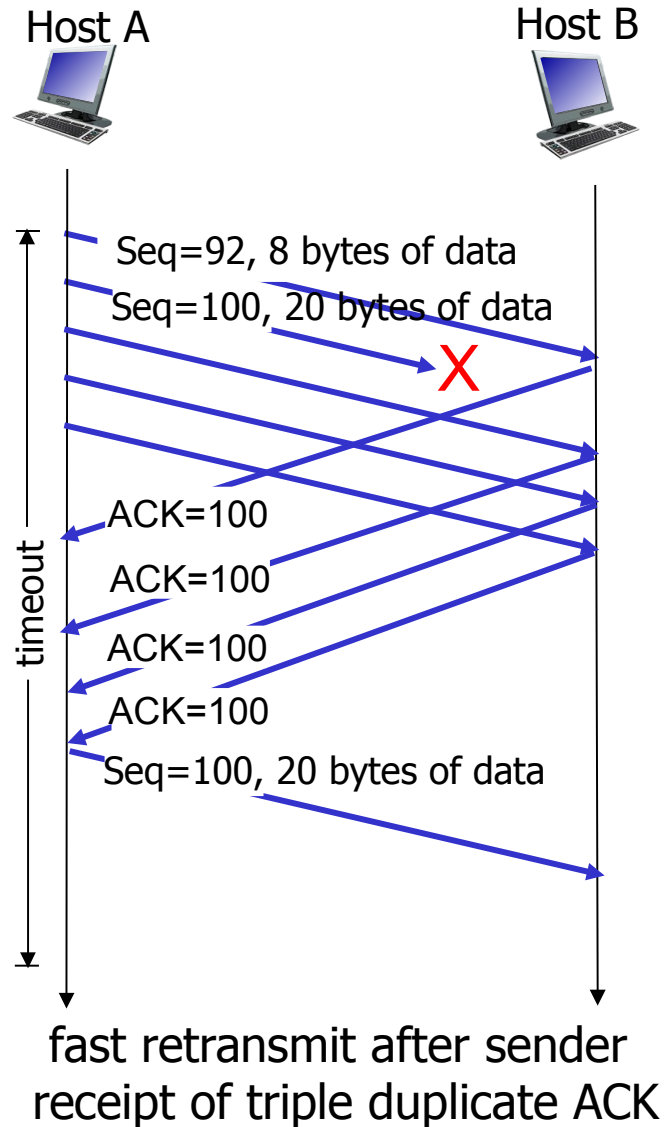 Host A
Host B
Seq=92, 8 bytes of data
Seq=100, 20 bytes of data
X
ACK=100
timeout
ACK=100
ACK=100
ACK=100
Seq=100, 20 bytes of data
fast retransmit after sender
receipt of triple duplicate ACK